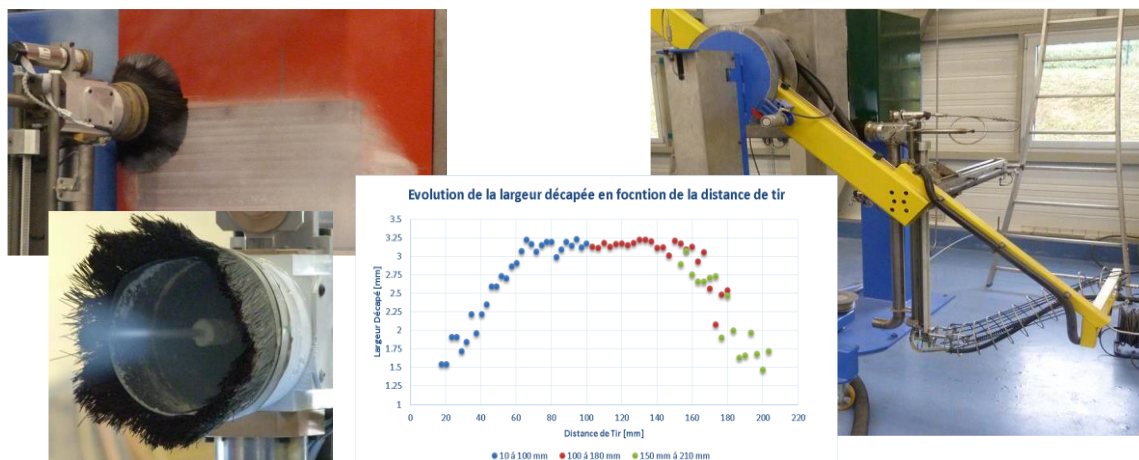 Evolution de la largeur décapée en focntion de la distance de tir
Largeur Décapé [mm]
3.5
3.25
3
2.75
2.5
2.25
2
1.75
1.5
1.25
1
0 20 40 60 80 100 120 140 160 180 200 220
Distance de Tir [mm]
10 á 100 mm 100 á 180 mm 150 mm á 210 mm